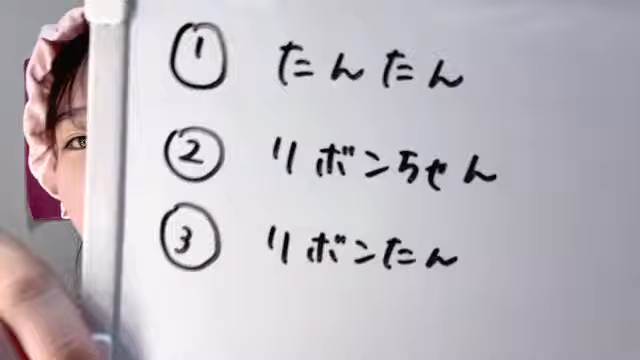 ① たんたん
② リボンちゃん
③ リボンたん